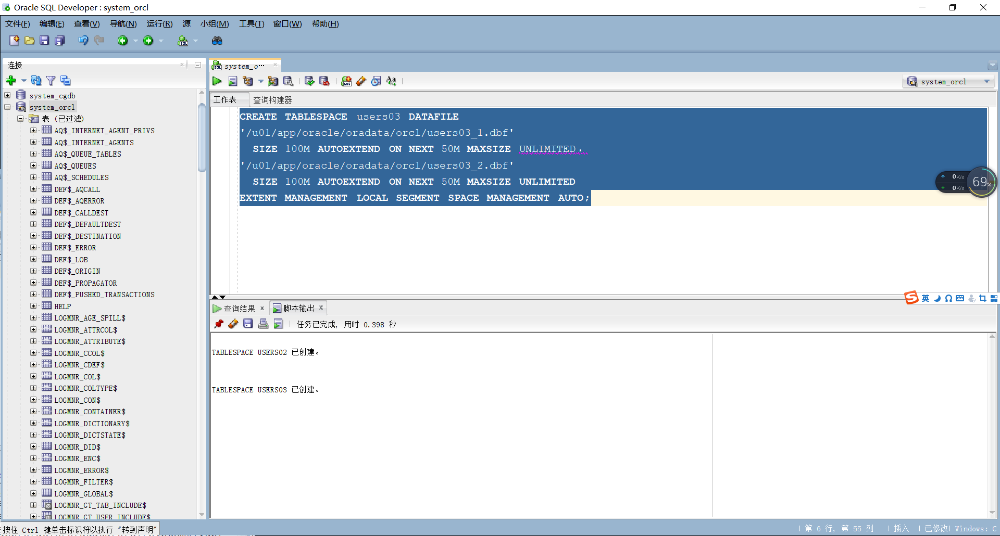 Oracle SQL Developer : system_orcl
文件(F) 编辑(E) 查看(V) 导航(N) 运行(R) 源 小组(M) 工具(T) 窗口(W) 帮助(H)
连接
system_cgdb
system_orcl
表 (已过滤)
AQ$_INTERNET_AGENT_PRIVS
AQ$_INTERNET_AGENTS
AQ$_QUEUE_TABLES
AQ$_QUEUES
AQ$_SCHEDULES
DEF$_AQCALL
DEF$_AQERROR
DEF$_CALLDEST
DEF$_DEFAULTDEST
DEF$_DESTINATION
DEF$_ERROR
DEF$_LOB
DEF$_ORIGIN
DEF$_PROPAGATOR
DEF$_PUSHED_TRANSACTIONS
HELP
LOGMNR_AGE_SPILL$
LOGMNR_ATTRCOL$
LOGMNR_ATTRIBUTE$
LOGMNR_CCOL$
LOGMNR_CDEF$
LOGMNR_COL$
LOGMNR_COLTYPE$
LOGMNR_CON$
LOGMNR_CONTAINER$
LOGMNR_DICTIONARY$
LOGMNR_DICTSTATE$
LOGMNR_DID$
LOGMNR_ENC$
LOGMNR_ERROR$
LOGMNR_FILTER$
LOGMNR_GLOBAL$
LOGMNR_GT_TAB_INCLUDE$
LOGMNR_GT_USER_INCLUDE$
system_o…
system_orcl
工作表 查询构建器
CREATE TABLESPACE users03 DATAFILE
'/u01/app/oracle/oradata/orcl/users03_1.dbf'
SIZE 100M AUTOEXTEND ON NEXT 50M MAXSIZE UNLIMITED，
'/u01/app/oracle/oradata/orcl/users03_2.dbf'
SIZE 100M AUTOEXTEND ON NEXT 50M MAXSIZE UNLIMITED
EXTENT MANAGEMENT LOCAL SEGMENT SPACE MANAGEMENT AUTO;
0K/s
0K/s
69%
英
查询结果 脚本输出
任务已完成, 用时 0.398 秒
TABLESPACE USERS02 已创建。
TABLESPACE USERS03 已创建。
按住 Ctrl 键单击标识符以执行 "转到声明"
第 6 行, 第 55 列 | 插入 | 已修改| Windows: C